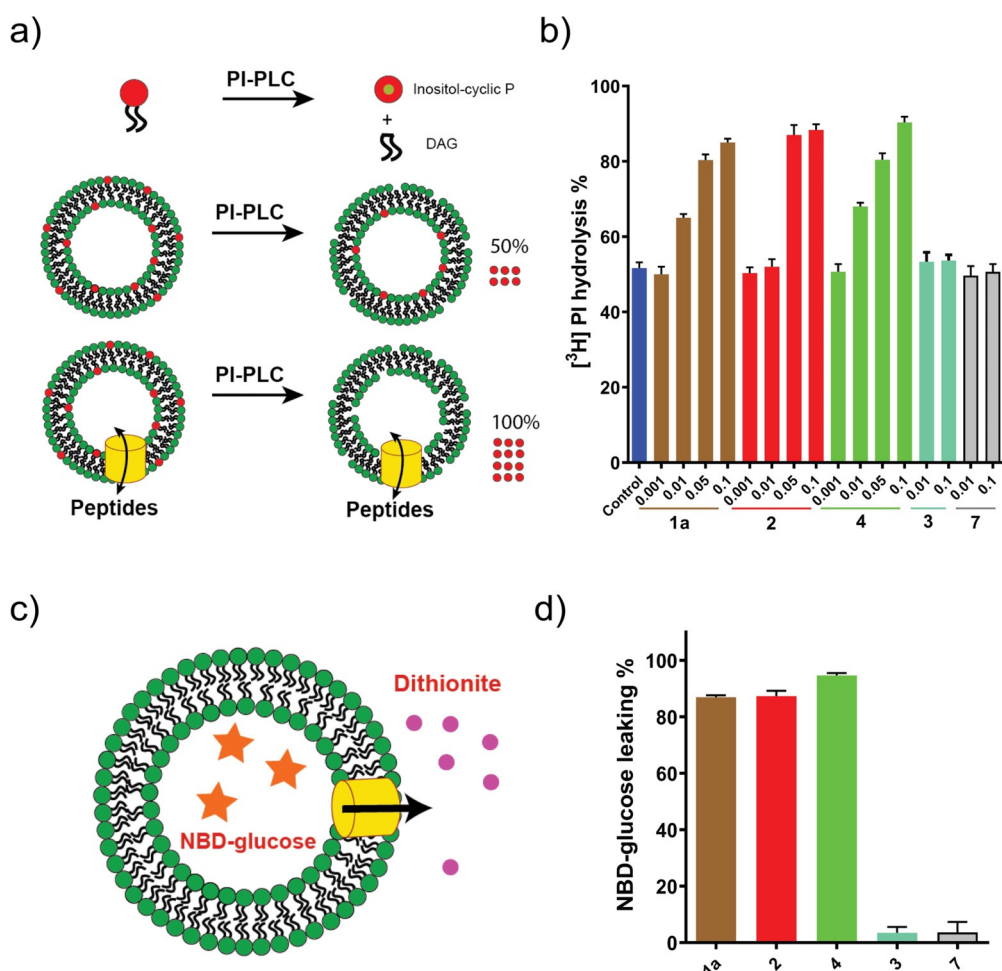 a)
PI-PLC
Inositol-cyclic P
+
DAG
PI-PLC
50%
PI-PLC
100%
Peptides
Peptides
b)
[³H] PI hydrolysis %
100
80
60
40
20
0
Control 0.001 0.01 0.05 0.1 0.001 0.01 0.05 0.1 0.001 0.01 0.05 0.1 0.01 0.1 0.01 0.1
1a 2 4 3 7
c)
Dithionite
NBD-glucose
d)
NBD-glucose leaking %
100
80
60
40
20
0
1a 2 4 3 7